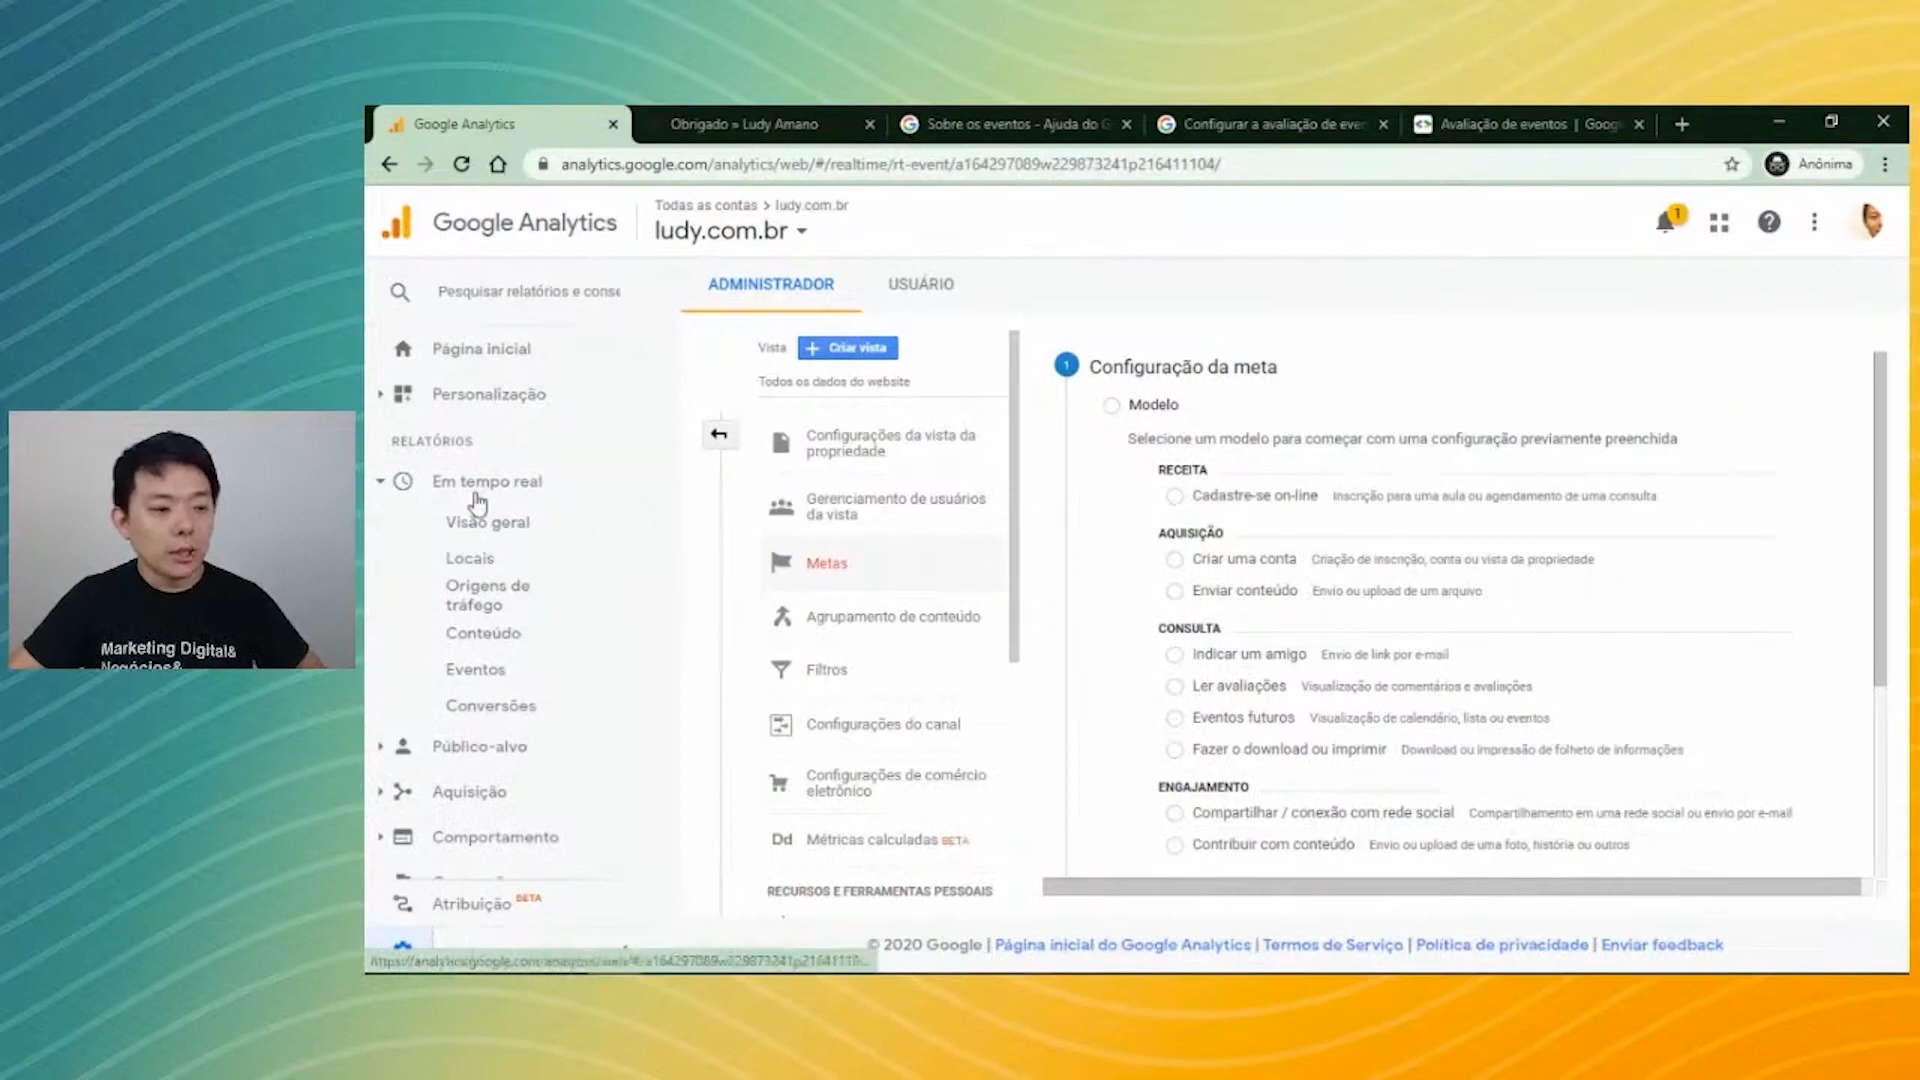 Google Analytics
Obrigado » Ludy Amano
Sobre os eventos - Ajuda do G
Configurar a avaliação de even
Avaliação de eventos | Goog
analytics.google.com/analytics/web/#/realtime/rt-event/a164297089w229873241p216411104/
Anônima
Google Analytics
Todas as contas > ludy.com.br
ludy.com.br
1
Pesquisar relatórios e conse
Página inicial
Personalização
RELATÓRIOS
Em tempo real
Visão geral
Locais
Origens de
tráfego
Conteúdo
Eventos
Conversões
Público-alvo
Aquisição
Comportamento
Atribuição BETA
ADMINISTRADOR
USUÁRIO
Vista
+ Criar vista
Todos os dados do website
Configurações da vista da
propriedade
Gerenciamento de usuários
da vista
Metas
Agrupamento de conteúdo
Filtros
Configurações do canal
Configurações de comércio
eletrônico
Dd Métricas calculadas BETA
RECURSOS E FERRAMENTAS PESSOAIS
1 Configuração da meta
Modelo
Selecione um modelo para começar com uma configuração previamente preenchida
RECEITA
Cadastre-se on-line Inscrição para uma aula ou agendamento de uma consulta
AQUISIÇÃO
Criar uma conta Criação de inscrição, conta ou vista da propriedade
Enviar conteúdo Envio ou upload de um arquivo
CONSULTA
Indicar um amigo Envio de link por e-mail
Ler avaliações Visualização de comentários e avaliações
Eventos futuros Visualização de calendário, lista ou eventos
Fazer o download ou imprimir Download ou impressão de folheto de informações
ENGAJAMENTO
Compartilhar / conexão com rede social Compartilhamento em uma rede social ou envio por e-mail
Contribuir com conteúdo Envio ou upload de uma foto, história ou outros
© 2020 Google | Página inicial do Google Analytics | Termos de Serviço | Política de privacidade | Enviar feedback
Marketing Digital&
Negócios&